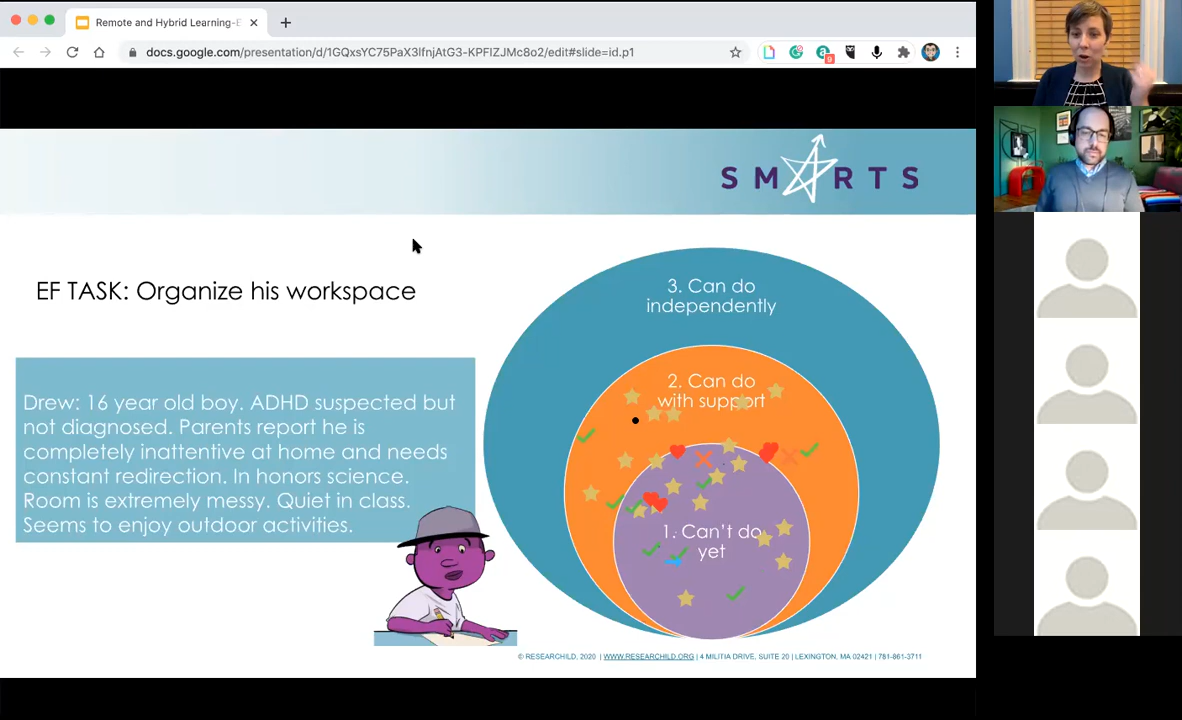 Remote and Hybrid Learning-E
docs.google.com/presentation/d/1GQxsYC75PaX3lfnjAtG3-KPFIZJMc8o2/edit#slide=id.p1
SMARTS
EF TASK: Organize his workspace
Drew: 16 year old boy. ADHD suspected but
not diagnosed. Parents report he is
completely inattentive at home and needs
constant redirection. In honors science.
Room is extremely messy. Quiet in class.
Seems to enjoy outdoor activities.
3. Can do
independently
2. Can do
with support
1. Can't do
yet
© RESEARCHILD, 2020 | WWW.RESEARCHILD.ORG | 4 MILITIA DRIVE, SUITE 20 | LEXINGTON, MA 02421 | 781-861-3711